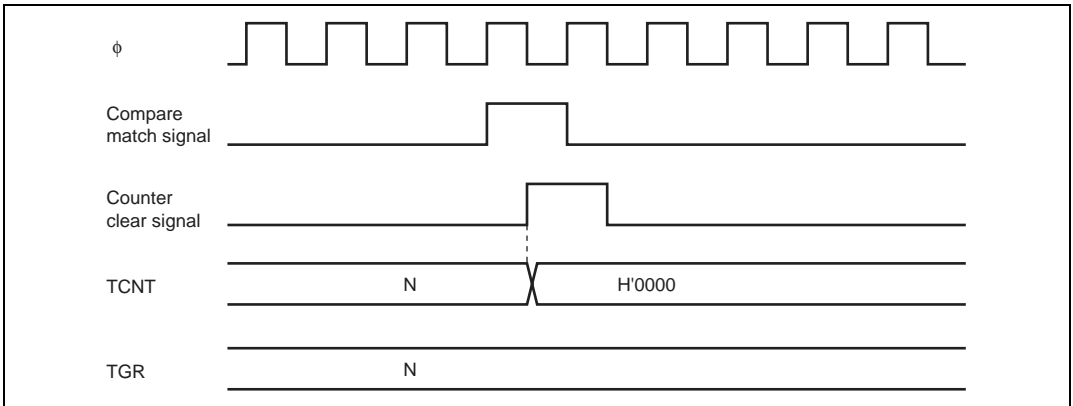 ϕ
Compare
match signal
Counter
clear signal
TCNT
N
H'0000
TGR
N